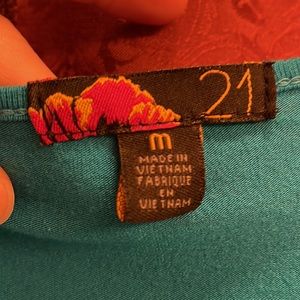 21
m
MADE IN
VIETNAM
FABRIQUE
EN
VIETNAM